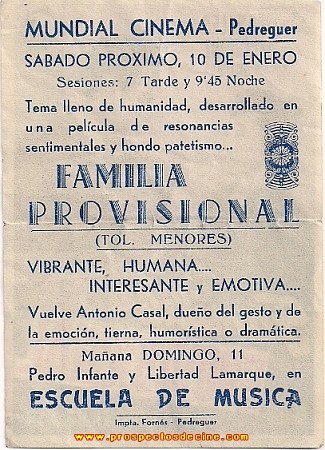 MUNDIAL CINEMA - Pedreguer
SABADO PROXIMO, 10 DE ENERO
Sesiones: 7 Tarde y 9'45 Noche
Tema lleno de humanidad, desarrollado en
una película de resonancias
sentimentales y hondo patetismo...
FAMILIA
PROVISIONAL
(TOL. MENORES)
VIBRANTE, HUMANA....
INTERESANTE y EMOTIVA....
Vuelve Antonio Casal, dueño del gesto y de
la emoción, tierna, humorística o dramática.
Mañana DOMINGO, 11
Pedro Infante y Libertad Lamarque, en
ESCUELA DE MUSICA
Impta. Fornés - Pedreguer
www.prospectosdecine.com